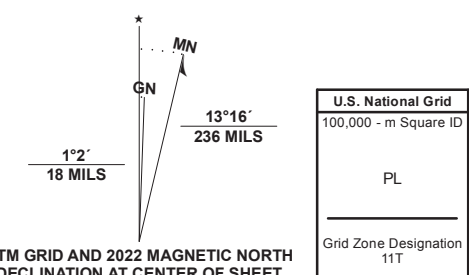 ★
MN
GN
13°16´
236 MILS
1°2´
18 MILS
TM GRID AND 2022 MAGNETIC NORTH
DECLINATION AT CENTER OF SHEET
U.S. National Grid
100,000 - m Square ID
PL
Grid Zone Designation
11T